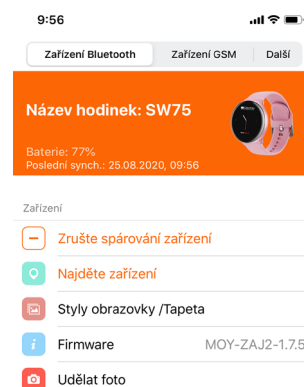 9:56
Zařízení Bluetooth Zařízení GSM Další
Název hodinek: SW75
Baterie: 77%
Poslední synch.: 25.08.2020, 09:56
Zařízení
Zrušte spárování zařízení
Najděte zařízení
Styly obrazovky /Tapeta
Firmware MOY-ZAJ2-1.7.5
Udělat foto